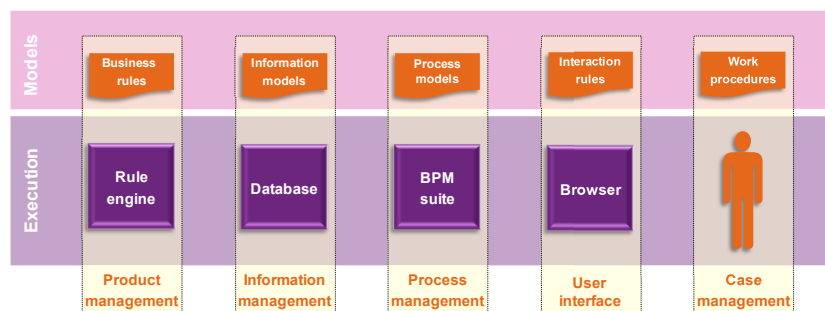 Models
Business
rules
Information
models
Process
models
Interaction
rules
Work
procedures
Execution
Rule
engine
Database
BPM
suite
Browser
Product
management
Information
management
Process
management
User
interface
Case
management